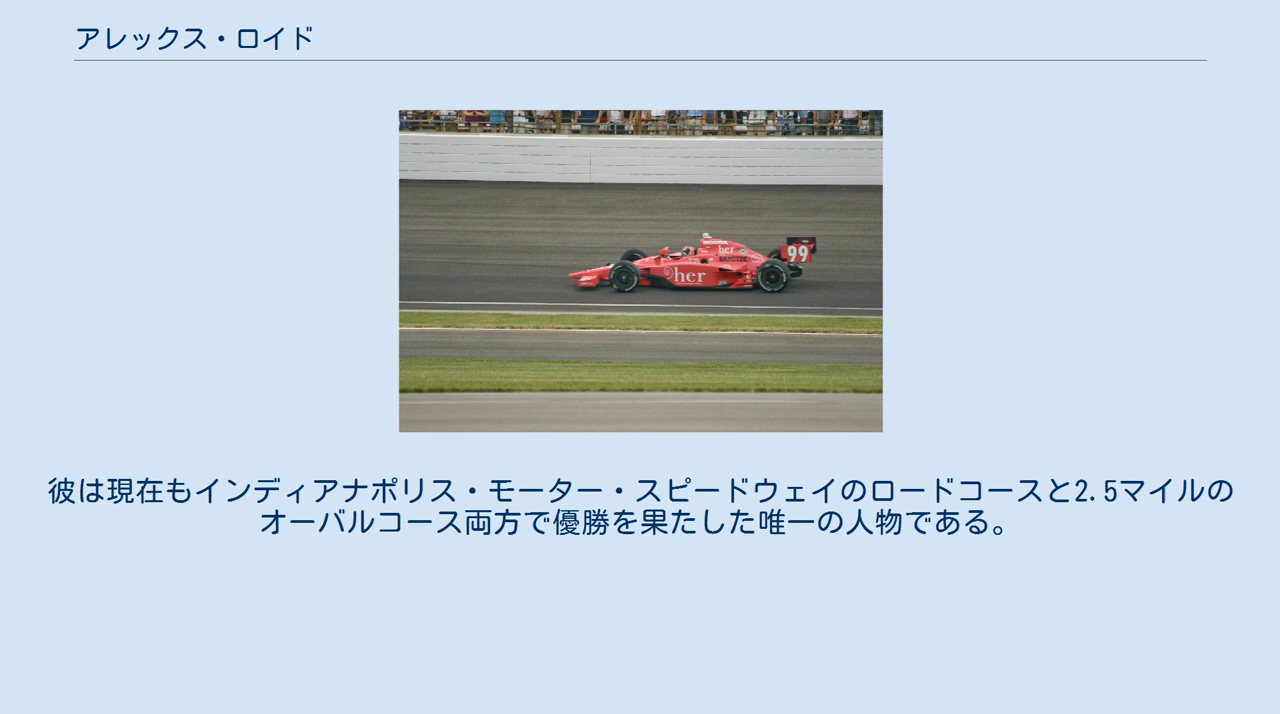 アレックス・ロイド
her
99
her
彼は現在もインディアナポリス・モーター・スピードウェイのロードコースと2.5マイルの
オーバルコース両方で優勝を果たした唯一の人物である。